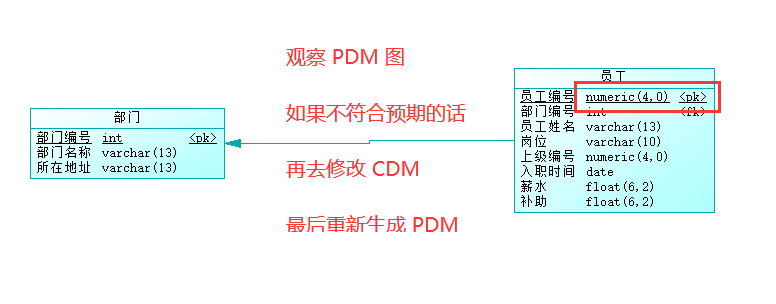 观察 PDM 图
如果不符合预期的话
再去修改 CDM
最后重新生成 PDM
部门
部门编号 int <pk>
部门名称 varchar(13)
所在地址 varchar(13)
员工
员工编号 numeric(4,0) <pk>
部门编号 int <fk>
员工姓名 varchar(13)
岗位 varchar(10)
上级编号 numeric(4,0)
入职时间 date
薪水 float(6,2)
补助 float(6,2)